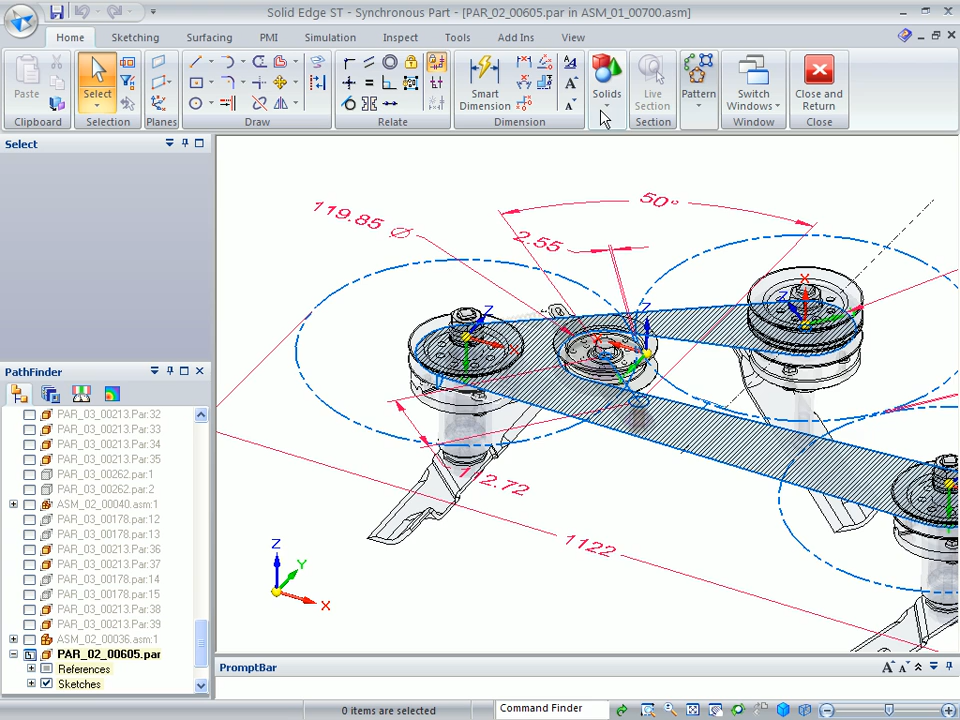 Solid Edge ST - Synchronous Part - [PAR_02_00605.par in ASM_01_00700.asm]
Home Sketching Surfacing PMI Simulation Inspect Tools Add Ins View
Paste Select Smart Dimension Solids Live Section Pattern Switch Windows Close and Return
Clipboard Selection Planes Draw Relate Dimension Section Window Close
Select
50°
119.85 Ø
2.55
X
Z
Z
Z
X
X
112.72
1122
Z
Y
X
PathFinder
PAR_03_00213.Par:32
PAR_03_00213.Par:33
PAR_03_00213.Par:34
PAR_03_00213.Par:35
PAR_03_00262.par:1
PAR_03_00262.par:2
ASM_02_00040.asm:1
PAR_03_00178.par:12
PAR_03_00178.par:13
PAR_03_00213.Par:36
PAR_03_00213.Par:37
PAR_03_00178.par:14
PAR_03_00178.par:15
PAR_03_00213.Par:38
PAR_03_00213.Par:39
ASM_02_00036.asm:1
PAR_02_00605.par
References
Sketches
PromptBar
0 items are selected
Command Finder